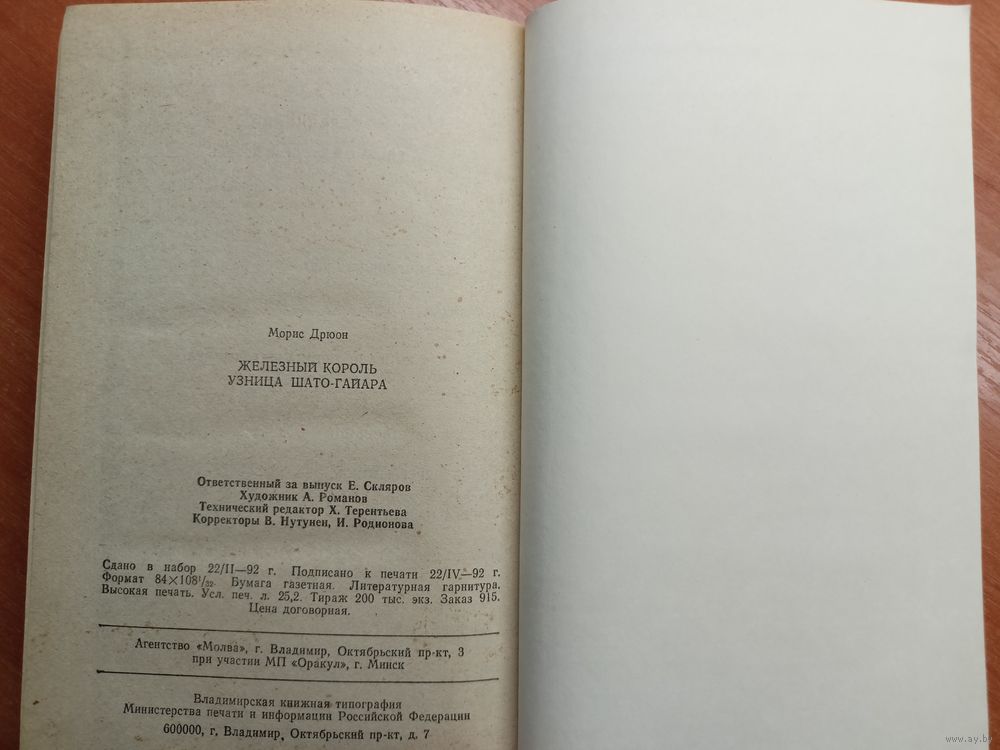 Морис Дрюон
ЖЕЛЕЗНЫЙ КОРОЛЬ
УЗНИЦА ШАТО-ГАЙАРА
Ответственный за выпуск Е. Скляров
Художник А. Романов
Технический редактор Х. Терентьева
Корректоры В. Нутунен, И. Родионова
Сдано в набор 22/II—92 г. Подписано к печати 22/IV—92 г.
Формат 84×108¹/₃₂. Бумага газетная. Литературная гарнитура.
Высокая печать. Усл. печ. л. 25,2. Тираж 200 тыс. экз. Заказ 915.
Цена договорная.
Агентство «Молва», г. Владимир, Октябрьский пр-кт, 3
при участии МП «Оракул», г. Минск
Владимирская книжная типография
Министерства печати и информации Российской Федерации
600000, г. Владимир, Октябрьский пр-кт, д. 7
www.ay.by